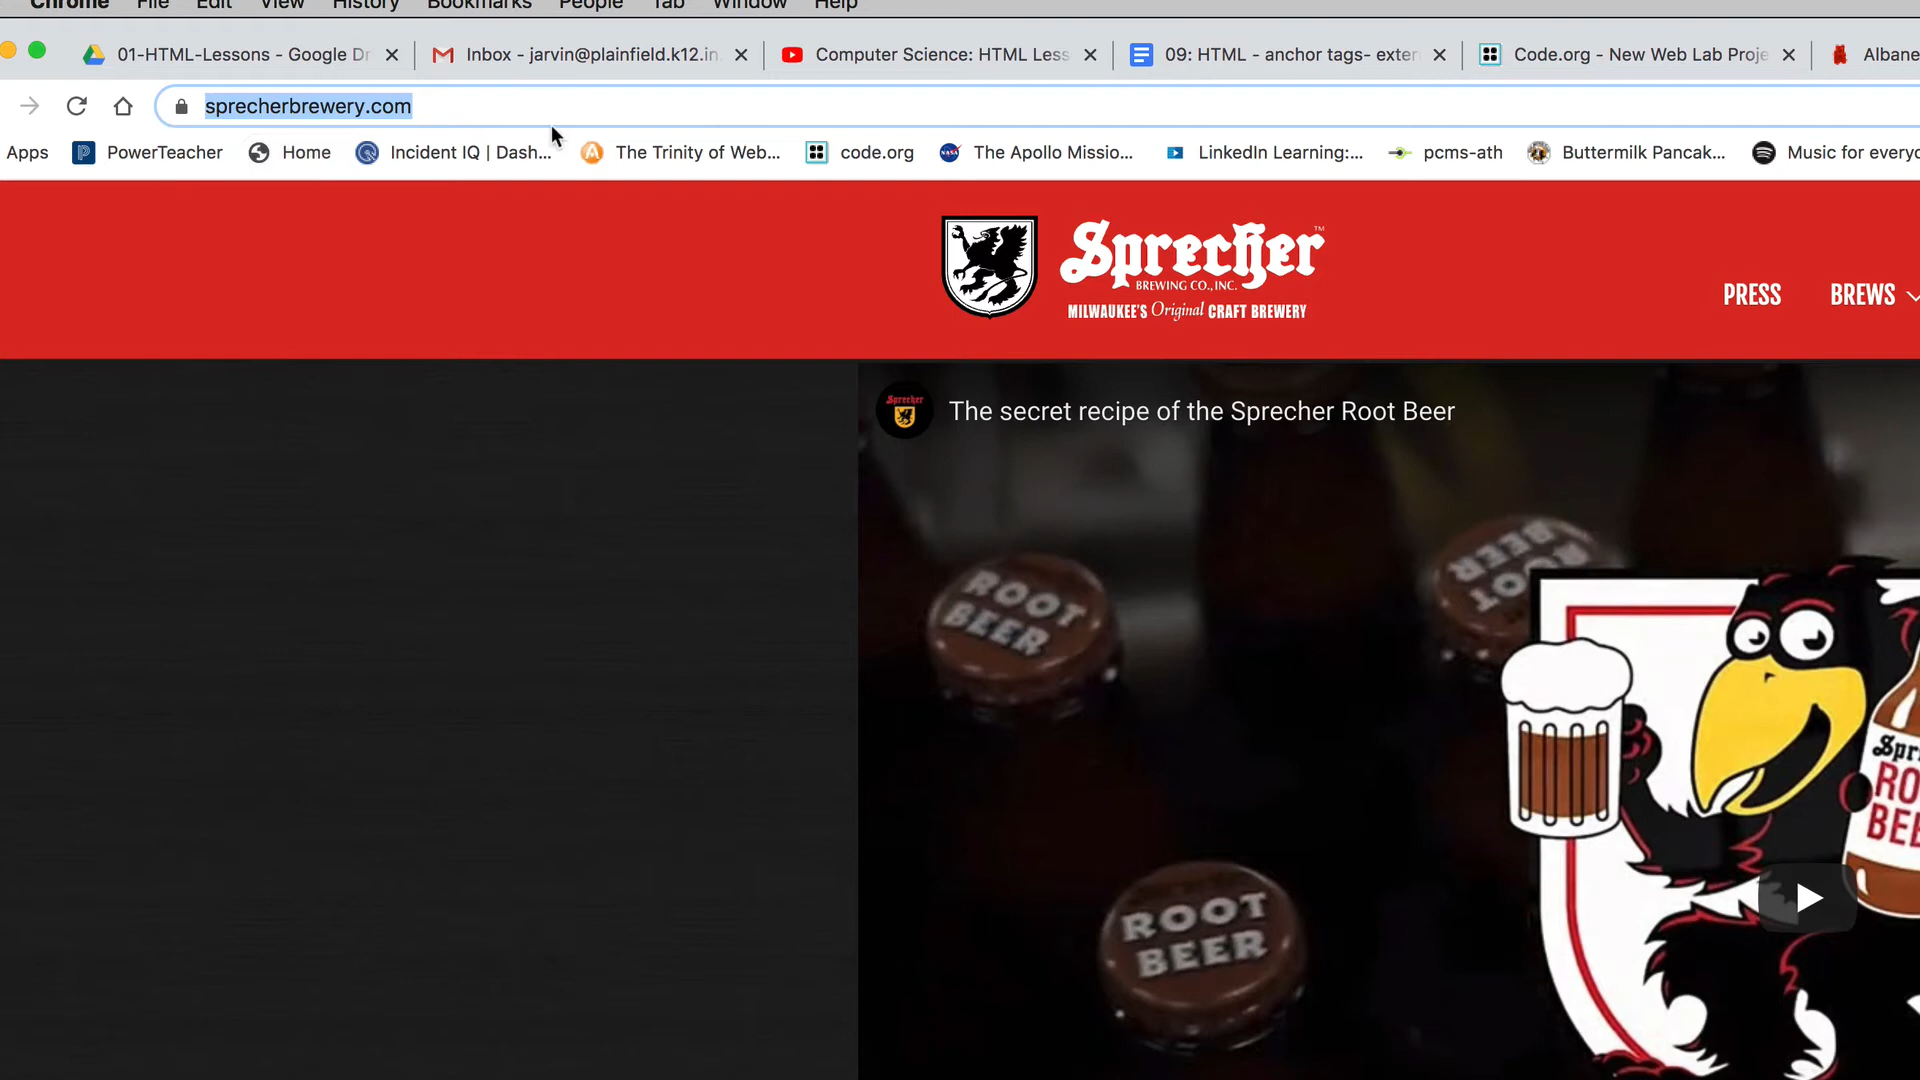 Chrome File Edit View History Bookmarks People Tab Window Help
01-HTML-Lessons - Google Dr
Inbox - jarvin@plainfield.k12.in.
Computer Science: HTML Less
09: HTML - anchor tags- exter
Code.org - New Web Lab Proje
Albane
sprecherbrewery.com
Apps PowerTeacher Home Incident IQ | Dash... The Trinity of Web... code.org The Apollo Missio... LinkedIn Learning:... pcms-ath Buttermilk Pancak... Music for everyo
Sprecher™
BREWING CO., INC.
MILWAUKEE'S Original CRAFT BREWERY
PRESS BREWS
Sprecher
The secret recipe of the Sprecher Root Beer
ROOT
BEER
ROOT
BEER
Spr
RO
BEE
ROOT
BEER